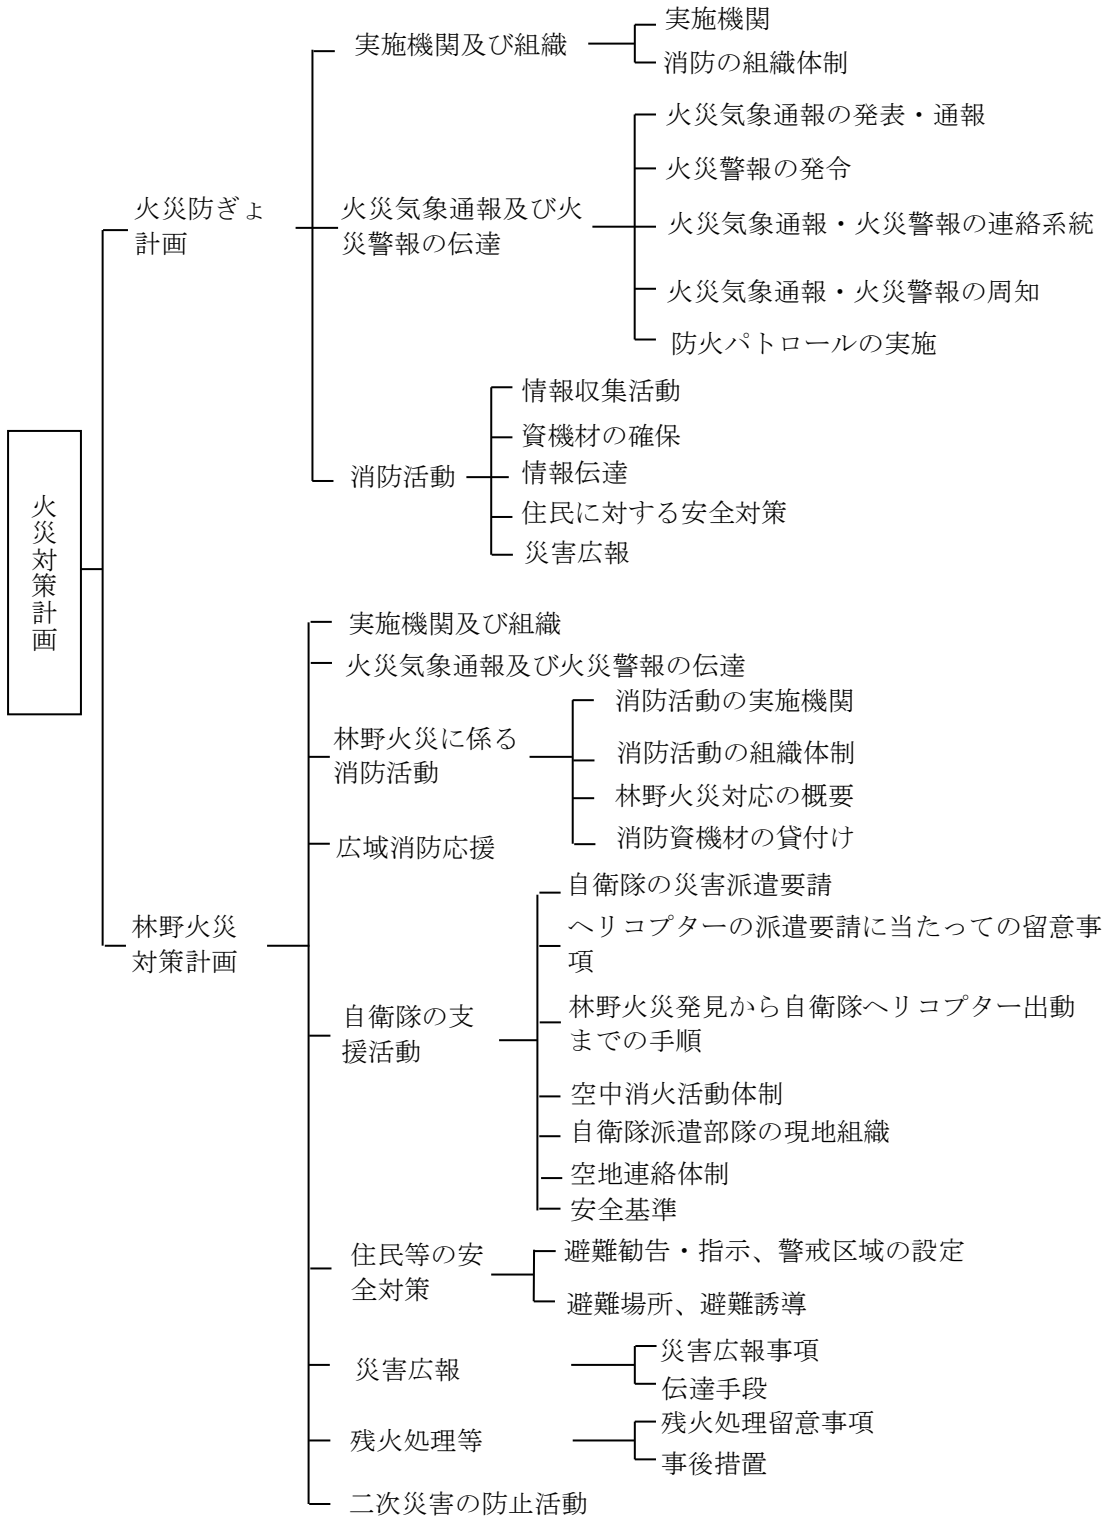 火災対策計画
火災防ぎょ
計画
実施機関及び組織
実施機関
消防の組織体制
火災気象通報及び火
災警報の伝達
火災気象通報の発表・通報
火災警報の発令
火災気象通報・火災警報の連絡系統
火災気象通報・火災警報の周知
防火パトロールの実施
消防活動
情報収集活動
資機材の確保
情報伝達
住民に対する安全対策
災害広報
林野火災
対策計画
実施機関及び組織
火災気象通報及び火災警報の伝達
林野火災に係る
消防活動
消防活動の実施機関
消防活動の組織体制
林野火災対応の概要
消防資機材の貸付け
広域消防応援
自衛隊の支
援活動
自衛隊の災害派遣要請
ヘリコプターの派遣要請に当たっての留意事
項
林野火災発見から自衛隊ヘリコプター出動
までの手順
空中消火活動体制
自衛隊派遣部隊の現地組織
空地連絡体制
安全基準
住民等の安
全対策
避難勧告・指示、警戒区域の設定
避難場所、避難誘導
災害広報
災害広報事項
伝達手段
残火処理等
残火処理留意事項
事後措置
二次災害の防止活動